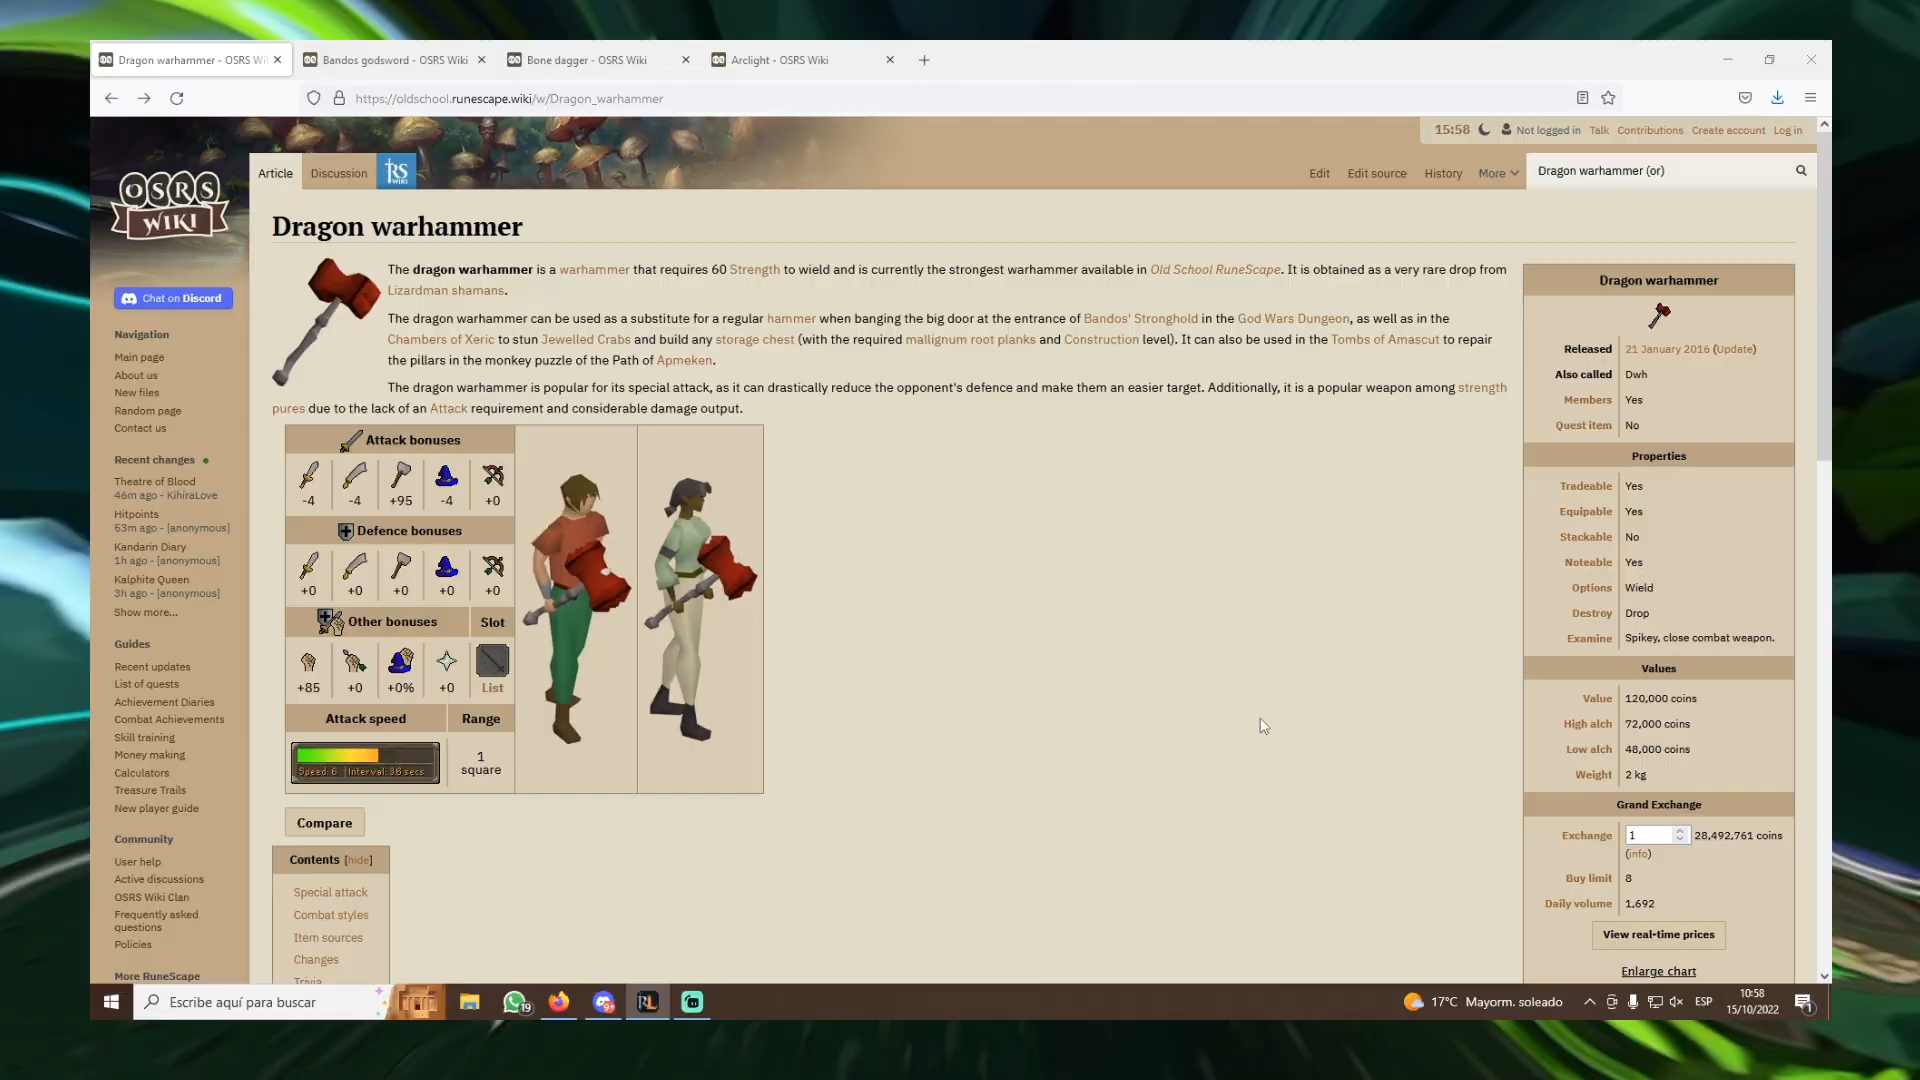 Dragon warhammer - OSRS Wi
Bandos godsword - OSRS Wiki
Bone dagger - OSRS Wiki
Arclight - OSRS Wiki
https://oldschool.runescape.wiki/w/Dragon_warhammer
15:58
Not logged in
Talk
Contributions
Create account
Log in
OSRS
WIKI
Article
Discussion
RS
WIKI
Edit
Edit source
History
More
Dragon warhammer (or)
Dragon warhammer
The dragon warhammer is a warhammer that requires 60 Strength to wield and is currently the strongest warhammer available in Old School RuneScape. It is obtained as a very rare drop from
Lizardman shamans.
The dragon warhammer can be used as a substitute for a regular hammer when banging the big door at the entrance of Bandos' Stronghold in the God Wars Dungeon, as well as in the
Chambers of Xeric to stun Jewelled Crabs and build any storage chest (with the required mallignum root planks and Construction level). It can also be used in the Tombs of Amascut to repair
the pillars in the monkey puzzle of the Path of Apmeken.
The dragon warhammer is popular for its special attack, as it can drastically reduce the opponent's defence and make them an easier target. Additionally, it is a popular weapon among strength
pures due to the lack of an Attack requirement and considerable damage output.
Chat on Discord
Navigation
Main page
About us
New files
Random page
Contact us
Recent changes
Theatre of Blood
46m ago - KihiraLove
Hitpoints
53m ago - [anonymous]
Kandarin Diary
1h ago - [anonymous]
Kalphite Queen
3h ago - [anonymous]
Show more...
Guides
Recent updates
List of quests
Achievement Diaries
Combat Achievements
Skill training
Money making
Calculators
Treasure Trails
New player guide
Community
User help
Active discussions
OSRS Wiki Clan
Frequently asked
questions
Policies
More RuneScape
Attack bonuses
-4 -4 +95 -4 +0
Defence bonuses
+0 +0 +0 +0 +0
Other bonuses Slot
+85 +0 +0% +0 List
Attack speed Range
Speed: 6 Interval: 3.6 secs.
1
square
Compare
Contents [hide]
Special attack
Combat styles
Item sources
Changes
Trivia
Dragon warhammer
Released 21 January 2016 (Update)
Also called Dwh
Members Yes
Quest item No
Properties
Tradeable Yes
Equipable Yes
Stackable No
Noteable Yes
Options Wield
Destroy Drop
Examine Spikey, close combat weapon.
Values
Value 120,000 coins
High alch 72,000 coins
Low alch 48,000 coins
Weight 2 kg
Grand Exchange
Exchange 1 28,492,761 coins
(info)
Buy limit 8
Daily volume 1,692
View real-time prices
Enlarge chart
Escribe aquí para buscar
19
9+
RL
17°C Mayorm. soleado
ESP
10:58
15/10/2022
1